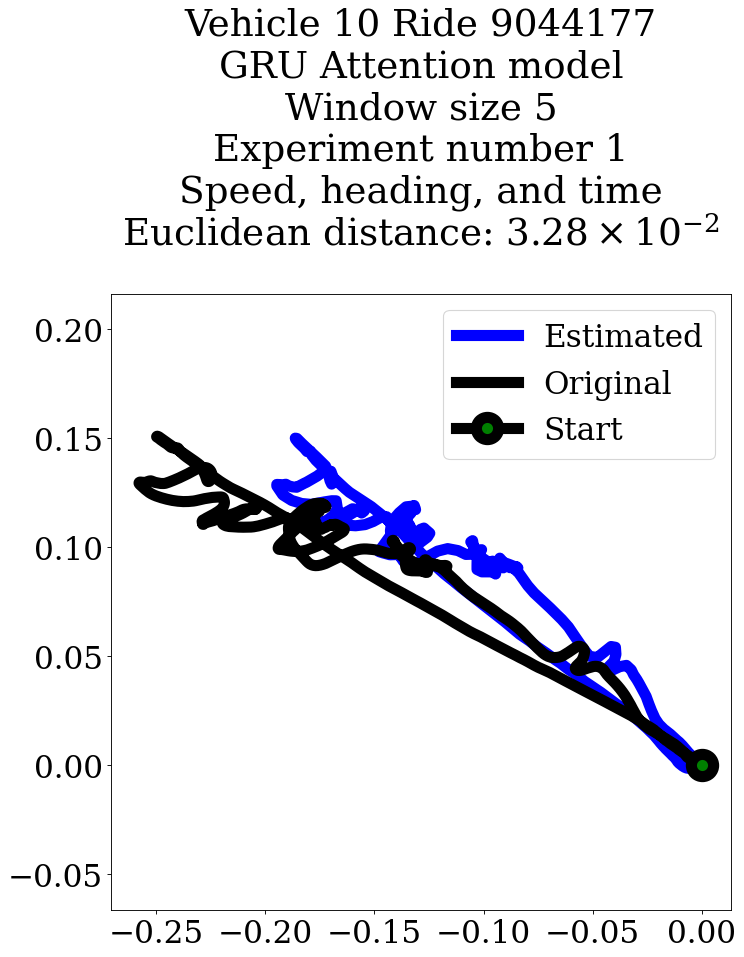 Vehicle 10 Ride 9044177
GRU Attention model
Window size 5
Experiment number 1
Speed, heading, and time
Euclidean distance: 3.28 × 10⁻²
Estimated
Original
Start
0.20
0.15
0.10
0.05
0.00
−0.05
−0.25 −0.20 −0.15 −0.10 −0.05 0.00